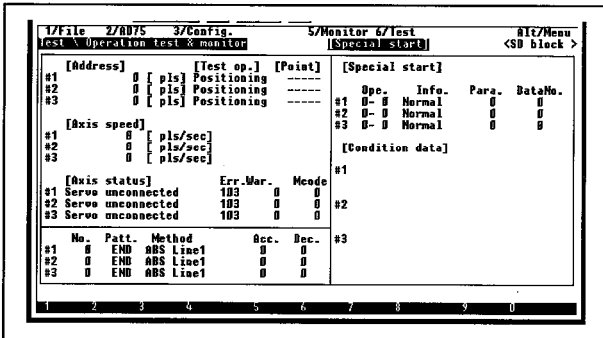 1/File 2/AD75 3/Config. 5/Monitor 6/Test Alt/Menu
Test \ Operation test & monitor [Special start] <SD block >
[Address] [Test op.] [Point]
#1 0 [ pls] Positioning -----
#2 0 [ pls] Positioning -----
#3 0 [ pls] Positioning -----
[Axis speed]
#1 0 [ pls/sec]
#2 0 [ pls/sec]
#3 0 [ pls/sec]
[Axis status] Err.War. Mcode
#1 Servo unconnected 103 0 0
#2 Servo unconnected 103 0 0
#3 Servo unconnected 103 0 0
No. Patt. Method Acc. Dec.
#1 0 END ABS Line1 0 0
#2 0 END ABS Line1 0 0
#3 0 END ABS Line1 0 0
[Special start]
Ope. Info. Para. DataNo.
#1 0- 0 Normal 0 0
#2 0- 0 Normal 0 0
#3 0- 0 Normal 0 0
[Condition data]
#1
#2
#3
1 2 3 4 5 6 7 8 9 0